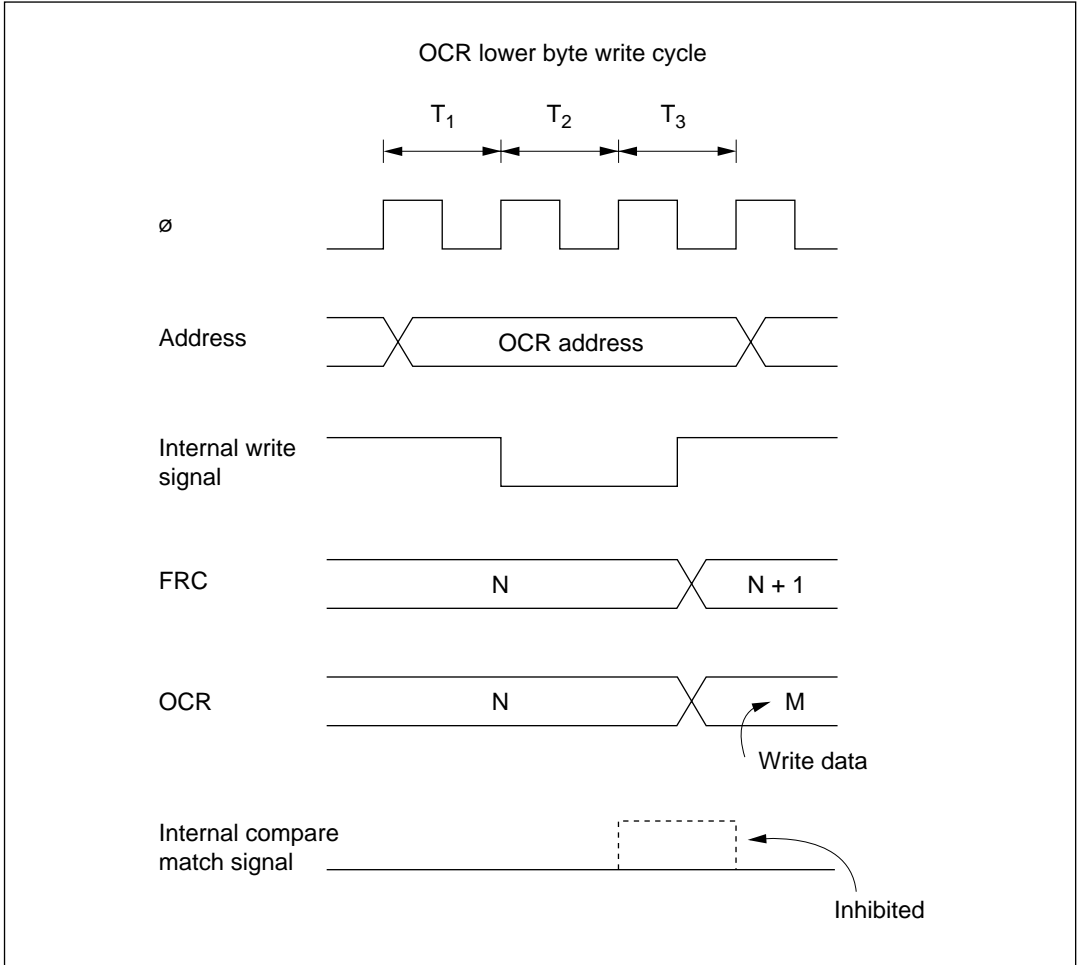 OCR lower byte write cycle
T1 T2 T3
ø
Address
OCR address
Internal write
signal
FRC
N
N + 1
OCR
N
M
Write data
Internal compare
match signal
Inhibited